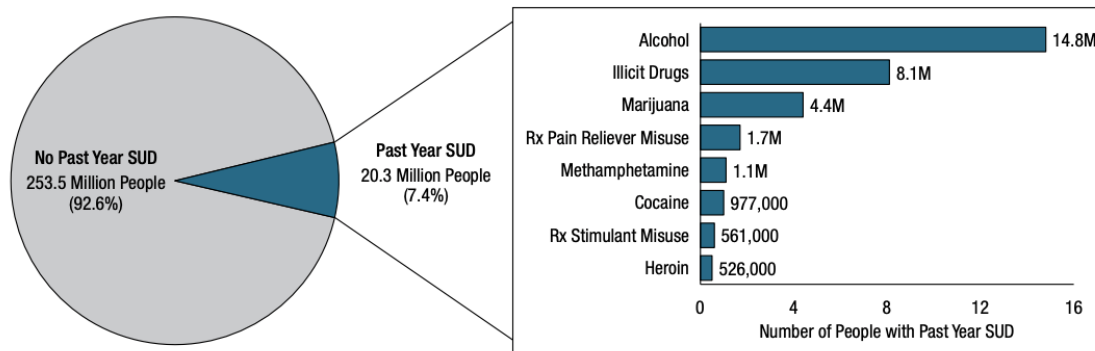 No Past Year SUD
253.5 Million People
(92.6%)
Past Year SUD
20.3 Million People
(7.4%)
Alcohol
14.8M
Illicit Drugs
8.1M
Marijuana
4.4M
Rx Pain Reliever Misuse
1.7M
Methamphetamine
1.1M
Cocaine
977,000
Rx Stimulant Misuse
561,000
Heroin
526,000
0 4 8 12 16
Number of People with Past Year SUD